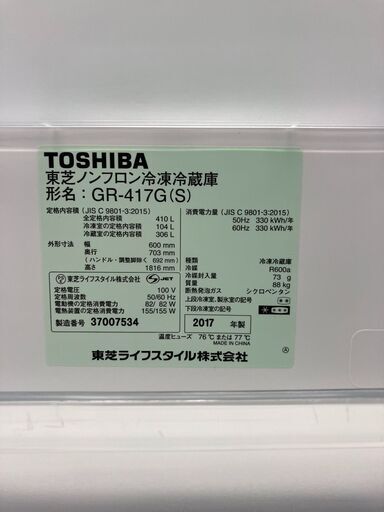 TOSHIBA
東芝ノンフロン冷凍冷蔵庫
形名：GR-417G(S)
定格内容積 (JIS C 9801-3:2015)
全定格内容積 410 L
冷凍室の定格内容積 104 L
冷蔵室の定格内容積 306 L
外形寸法 幅 600 mm
奥行 703 mm
(ハンドル・調整脚除く 692 mm)
高さ 1816 mm
東芝ライフスタイル株式会社 S JET
定格電圧 100 V
定格周波数 50/60 Hz
電動機の定格消費電力 82/ 82 W
電熱装置の定格消費電力 155/155 W
製造番号 37007534
消費電力量 (JIS C 9801-3:2015)
50Hz 330 kWh/年
60Hz 330 kWh/年
種類 冷凍冷蔵庫
冷媒 R600a
冷媒封入量 73 g
質量 88 kg
断熱発泡ガス シクロペンタン
上段冷凍室、製氷室の記号
下段冷凍室の記号
2017 年製
温度ヒューズ 76℃ または 77℃
MADE IN CHINA
東芝ライフスタイル株式会社
Ⓐ